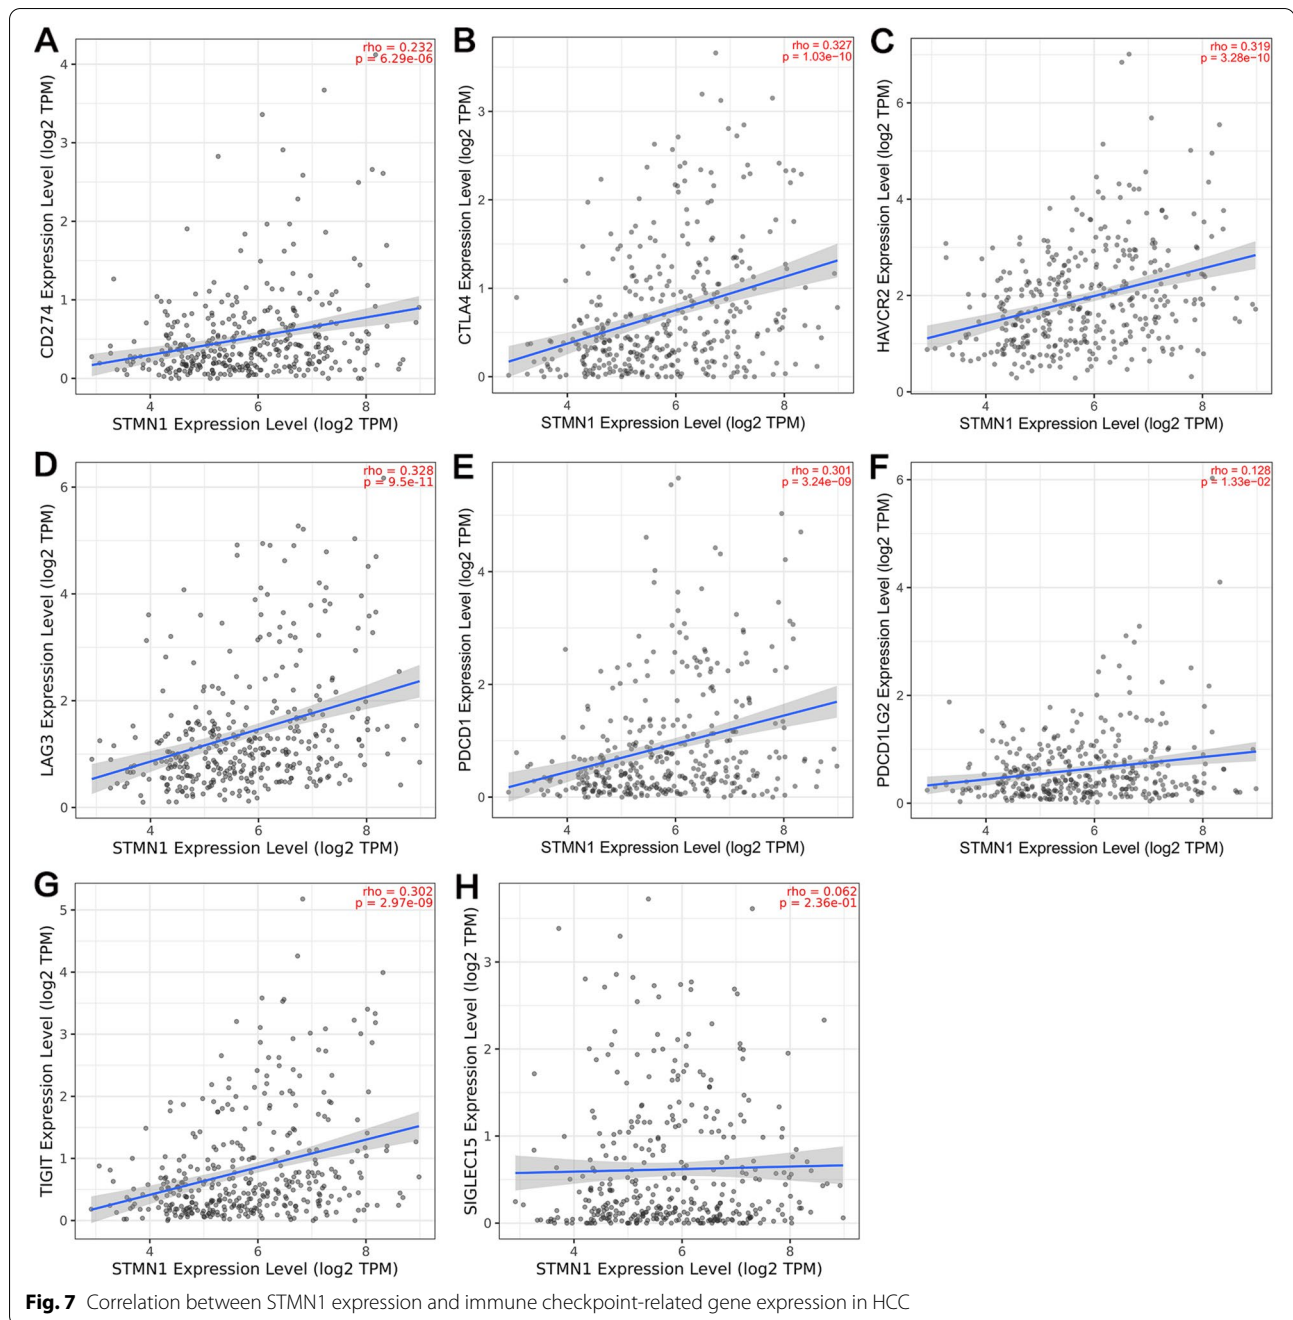 A
rho = 0.232
p = 6.29e-06
CD274 Expression Level (log2 TPM)
4
3
2
1
0
4 6 8
STMN1 Expression Level (log2 TPM)
B
rho = 0.327
p = 1.03e−10
CTLA4 Expression Level (log2 TPM)
3
2
1
0
4 6 8
STMN1 Expression Level (log2 TPM)
C
rho = 0.319
p = 3.28e−10
HAVCR2 Expression Level (log2 TPM)
6
4
2
0
4 6 8
STMN1 Expression Level (log2 TPM)
D
rho = 0.328
p = 9.5e-11
LAG3 Expression Level (log2 TPM)
6
4
2
0
4 6 8
STMN1 Expression Level (log2 TPM)
E
rho = 0.301
p = 3.24e−09
PDCD1 Expression Level (log2 TPM)
4
2
0
4 6 8
STMN1 Expression Level (log2 TPM)
F
rho = 0.128
p = 1.33e−02
PDCD1LG2 Expression Level (log2 TPM)
6
4
2
0
4 6 8
STMN1 Expression Level (log2 TPM)
G
rho = 0.302
p = 2.97e-09
TIGIT Expression Level (log2 TPM)
5
4
3
2
1
0
4 6 8
STMN1 Expression Level (log2 TPM)
H
rho = 0.062
p = 2.36e-01
SIGLEC15 Expression Level (log2 TPM)
3
2
1
0
4 6 8
STMN1 Expression Level (log2 TPM)
Fig. 7 Correlation between STMN1 expression and immune checkpoint-related gene expression in HCC